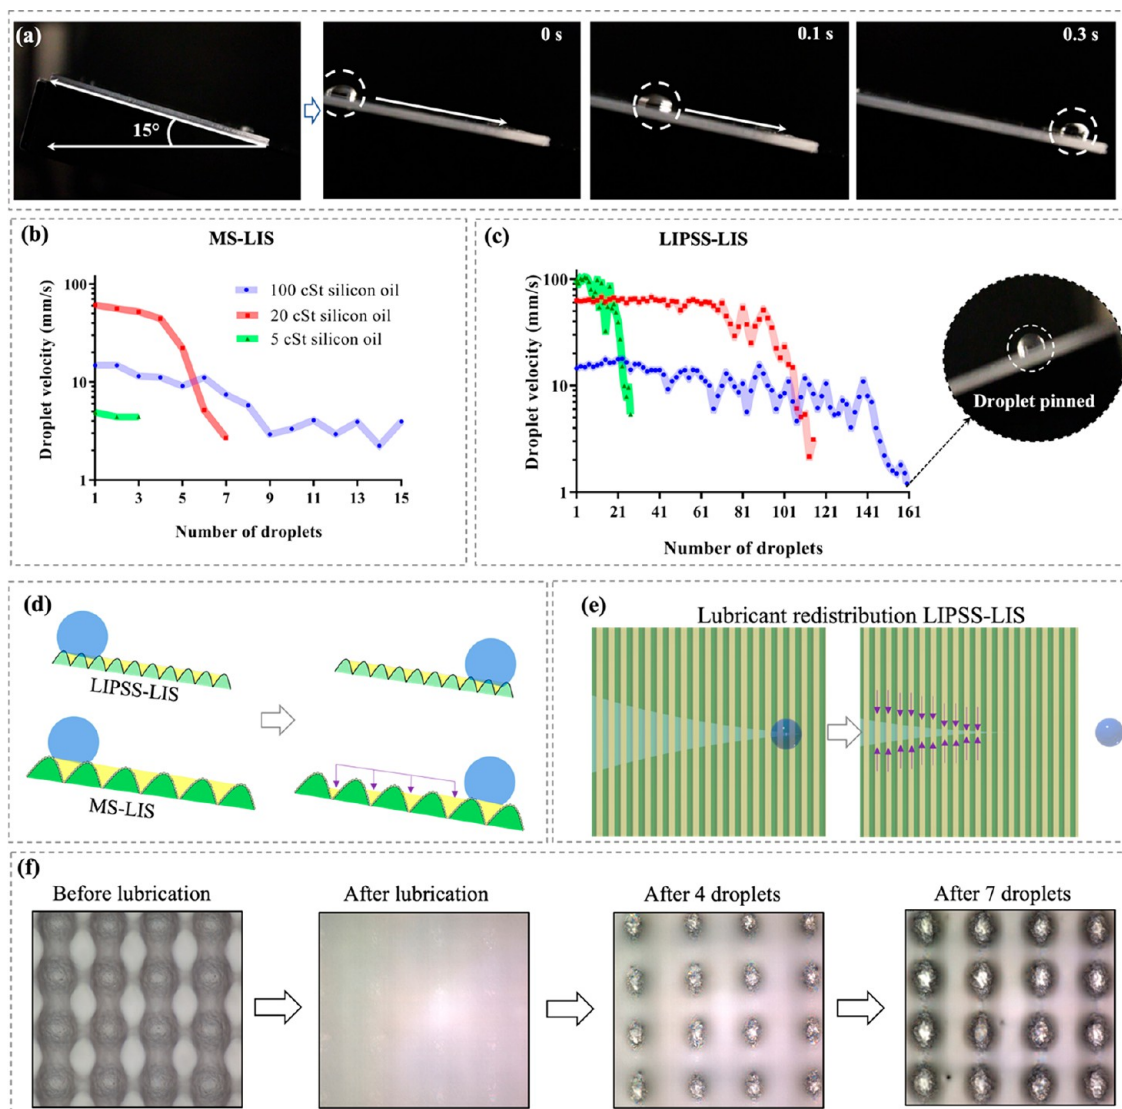 (a)
0 s
0.1 s
0.3 s
15°
(b)
MS-LIS
Droplet velocity (mm/s)
100
10
1
100 cSt silicon oil
20 cSt silicon oil
5 cSt silicon oil
1 3 5 7 9 11 13 15
Number of droplets
(c)
LIPSS-LIS
Droplet velocity (mm/s)
100
10
1
1 21 41 61 81 101 121 141 161
Number of droplets
Droplet pinned
(d)
LIPSS-LIS
MS-LIS
(e)
Lubricant redistribution LIPSS-LIS
(f)
Before lubrication
After lubrication
After 4 droplets
After 7 droplets